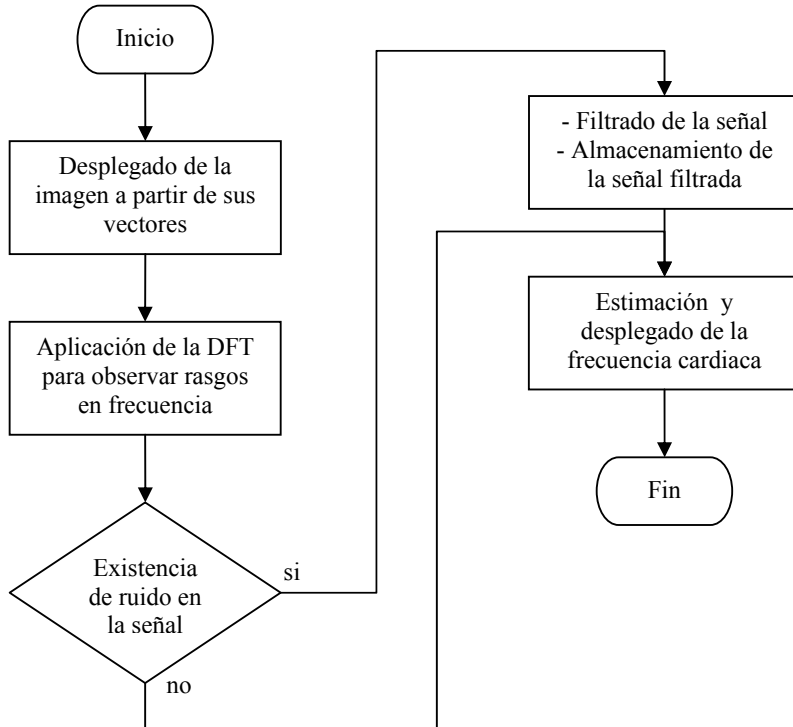 Inicio
Desplegado de la
imagen a partir de sus
vectores
Aplicación de la DFT
para observar rasgos
en frecuencia
Existencia
de ruido en
la señal
si
no
- Filtrado de la señal
- Almacenamiento de
la señal filtrada
Estimación y
desplegado de la
frecuencia cardiaca
Fin